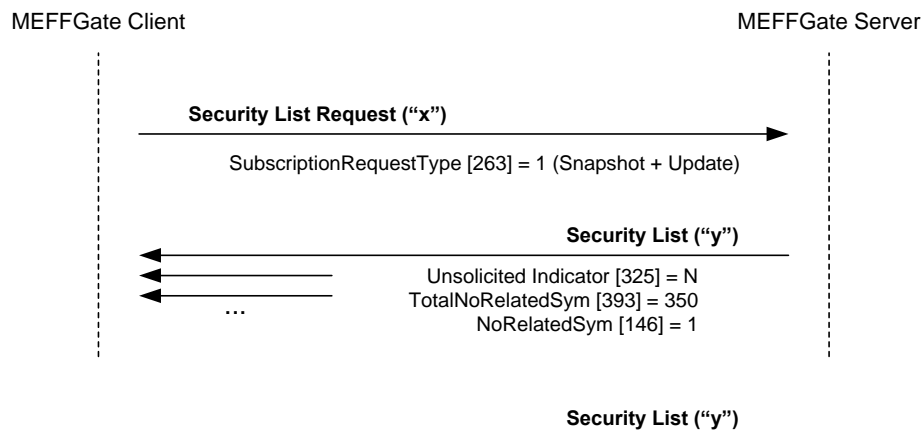 MEFFGate Client
MEFFGate Server
Security List Request (“x”)
SubscriptionRequestType [263] = 1 (Snapshot + Update)
Security List (“y”)
Unsolicited Indicator [325] = N
TotalNoRelatedSym [393] = 350
...
NoRelatedSym [146] = 1
Security List (“y”)